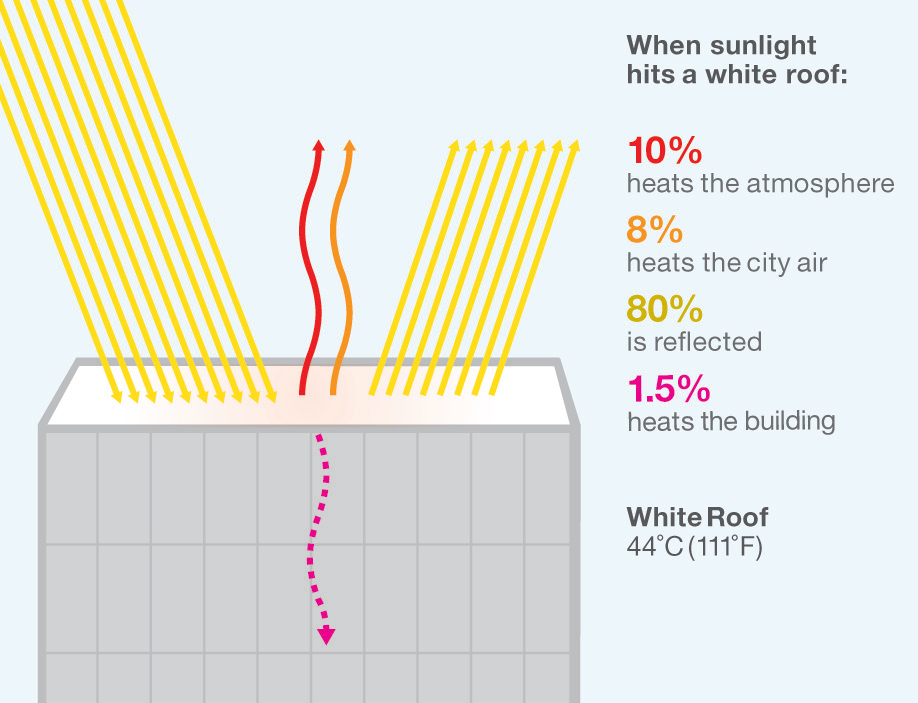 When sunlight
hits a white roof:
10%
heats the atmosphere
8%
heats the city air
80%
is reflected
1.5%
heats the building
White Roof
44°C (111°F)